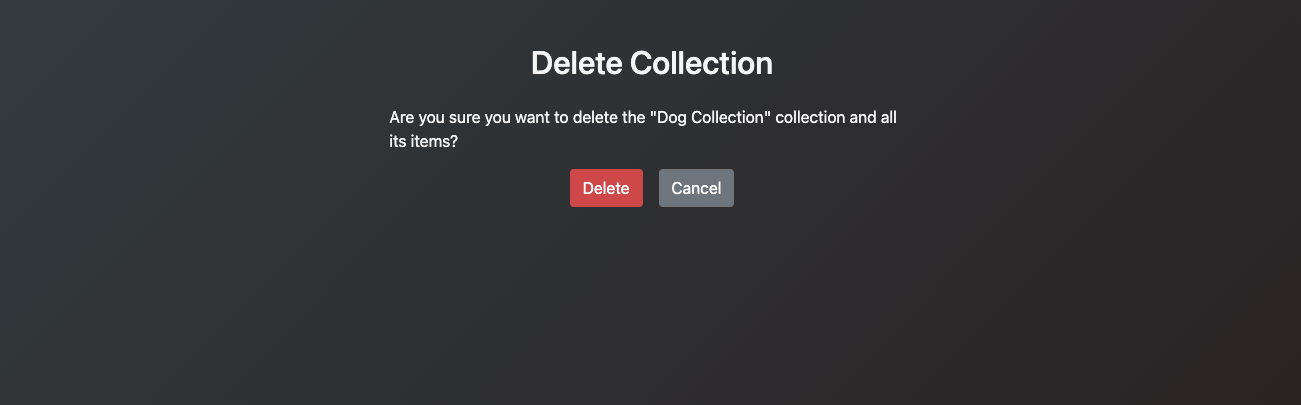 Delete Collection
Are you sure you want to delete the "Dog Collection" collection and all
its items?
Delete Cancel